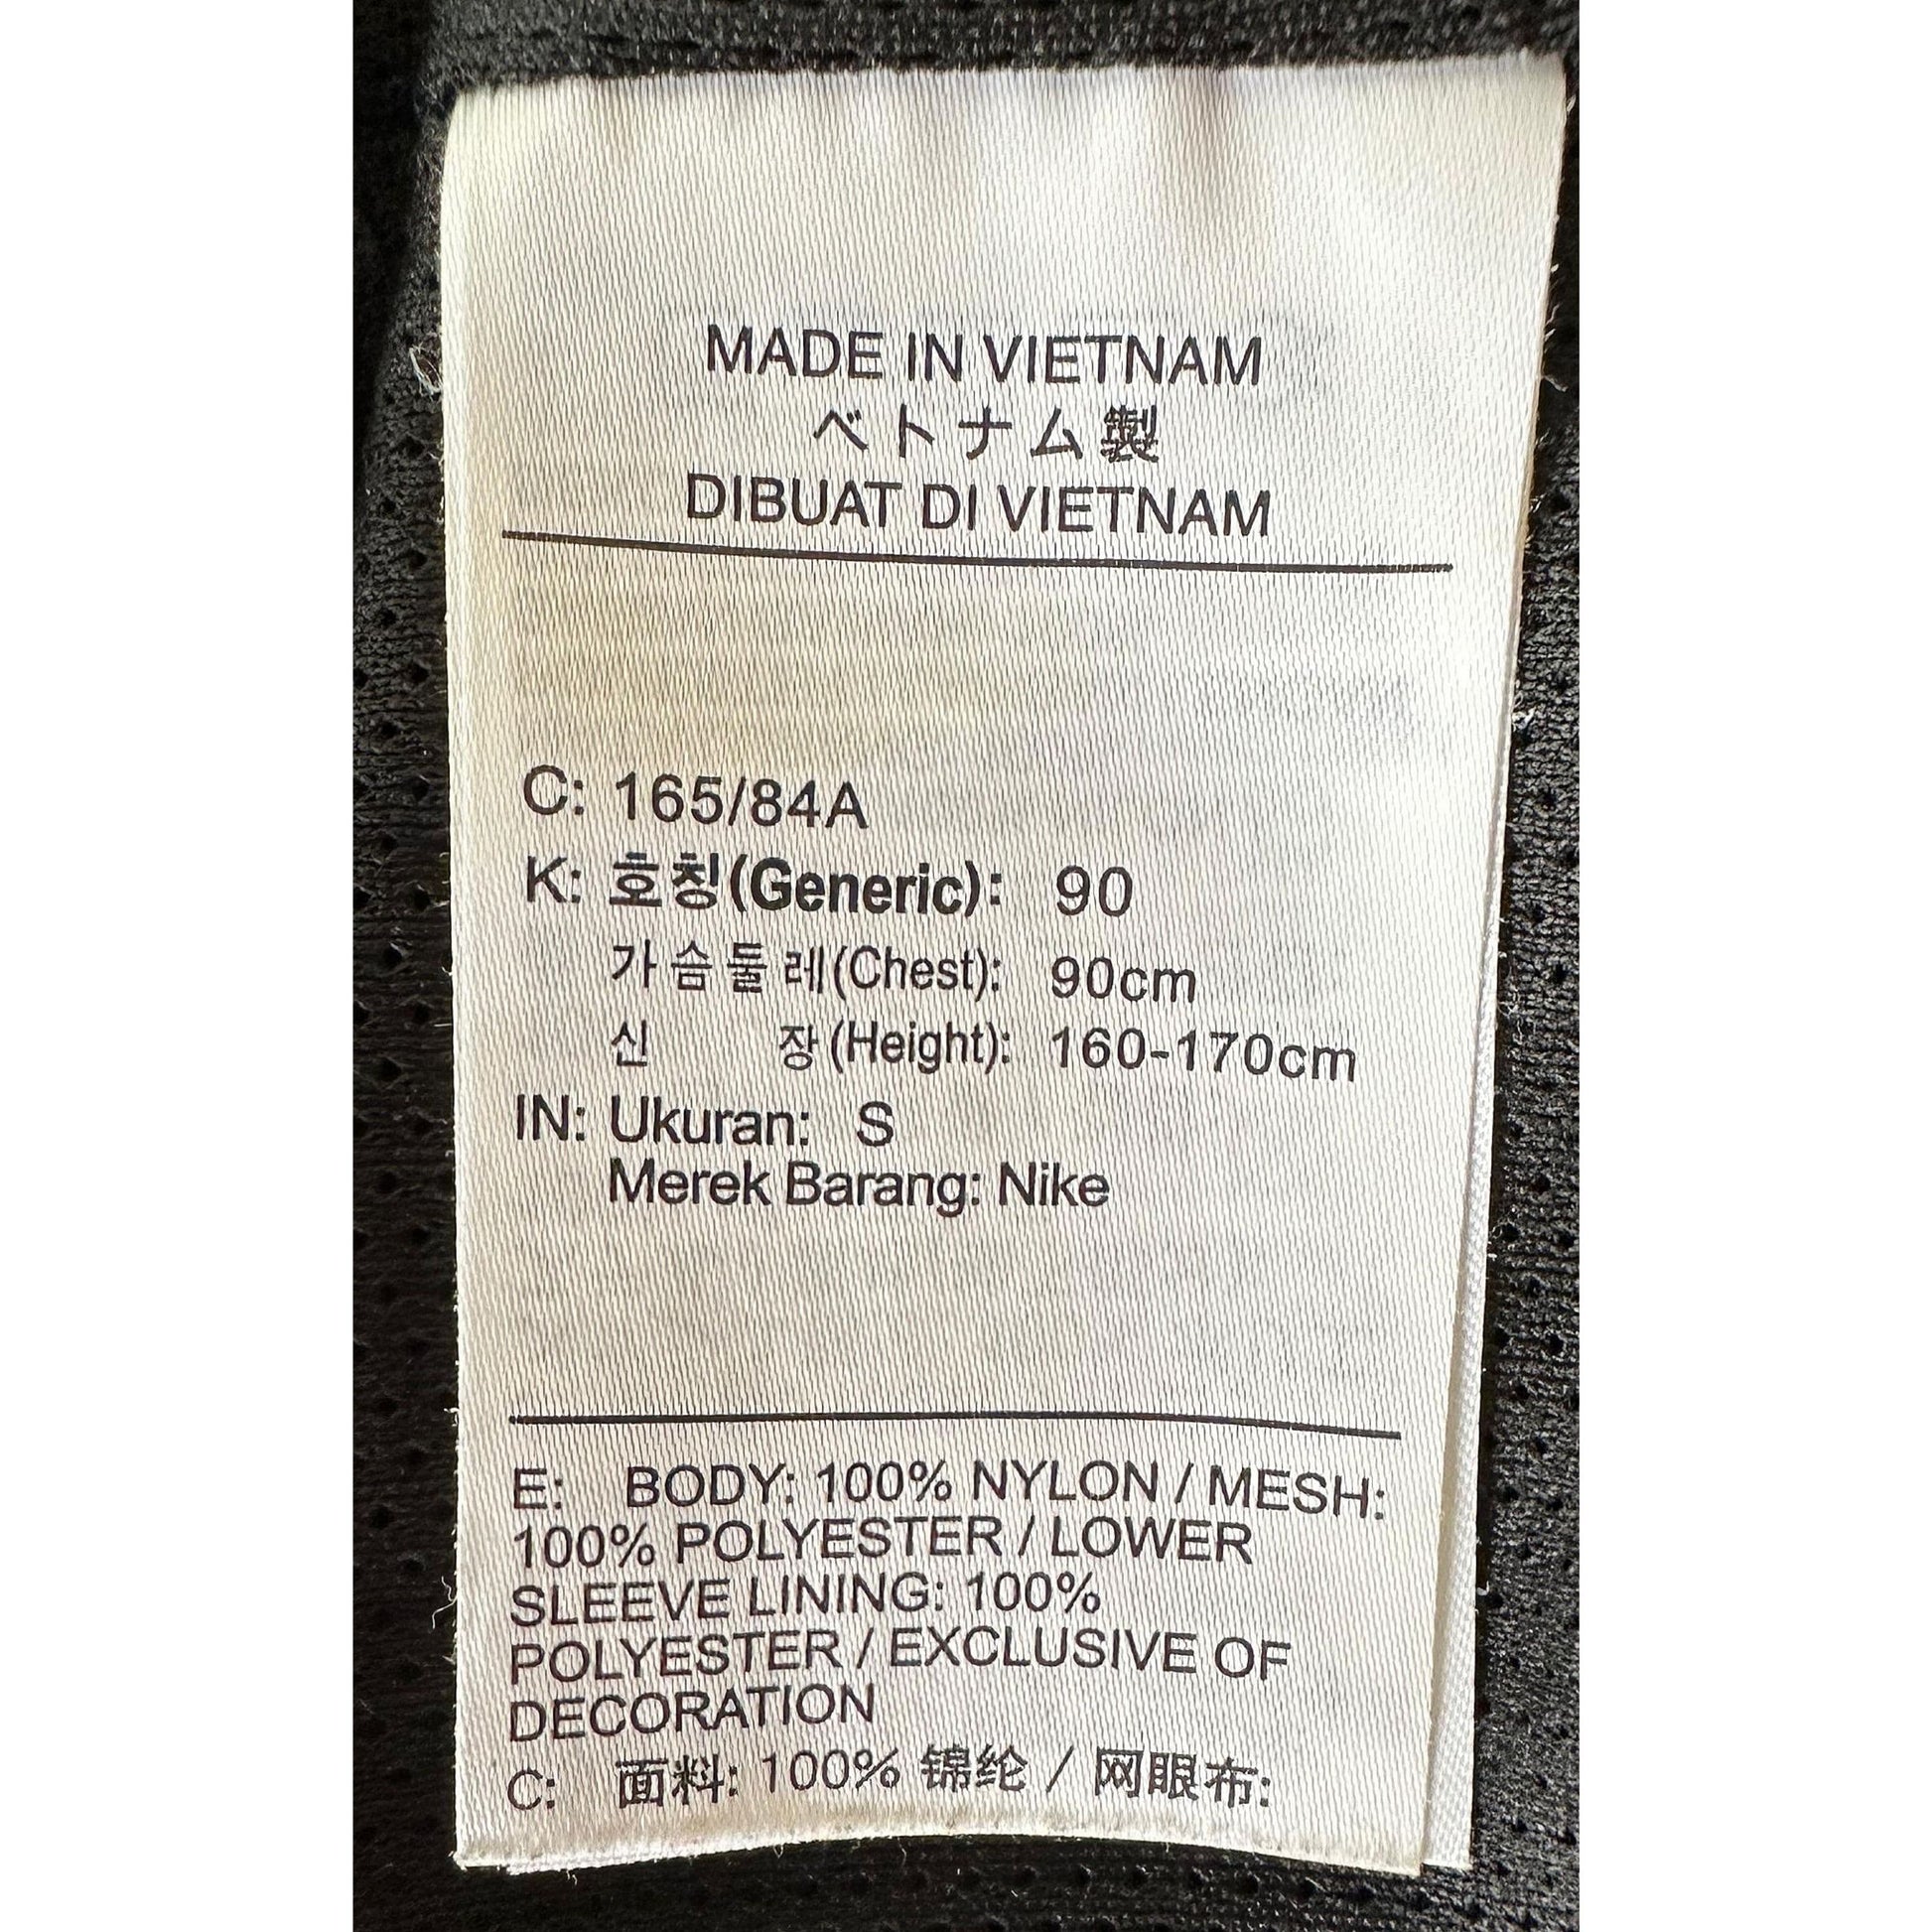 MADE IN VIETNAM
ベトナム製
DIBUAT DI VIETNAM
C: 165/84A
K: 호칭(Generic): 90
가슴둘레(Chest): 90cm
신 장(Height): 160-170cm
IN: Ukuran: S
Merek Barang: Nike
E: BODY: 100% NYLON / MESH:
100% POLYESTER / LOWER
SLEEVE LINING: 100%
POLYESTER / EXCLUSIVE OF
DECORATION
C: 面料: 100% 锦纶 / 网眼布: